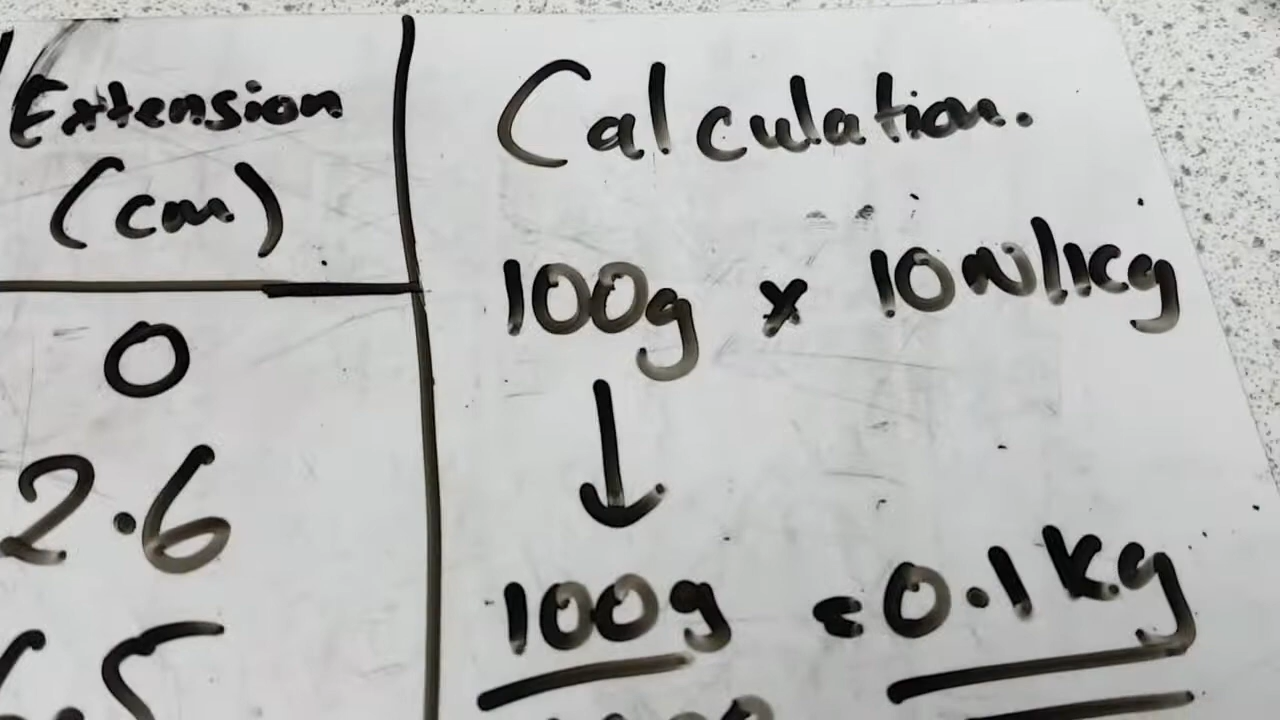 Extension
(cm)
0
2.6
Calculation.
100g x 10N/kg
↓
100g = 0.1kg